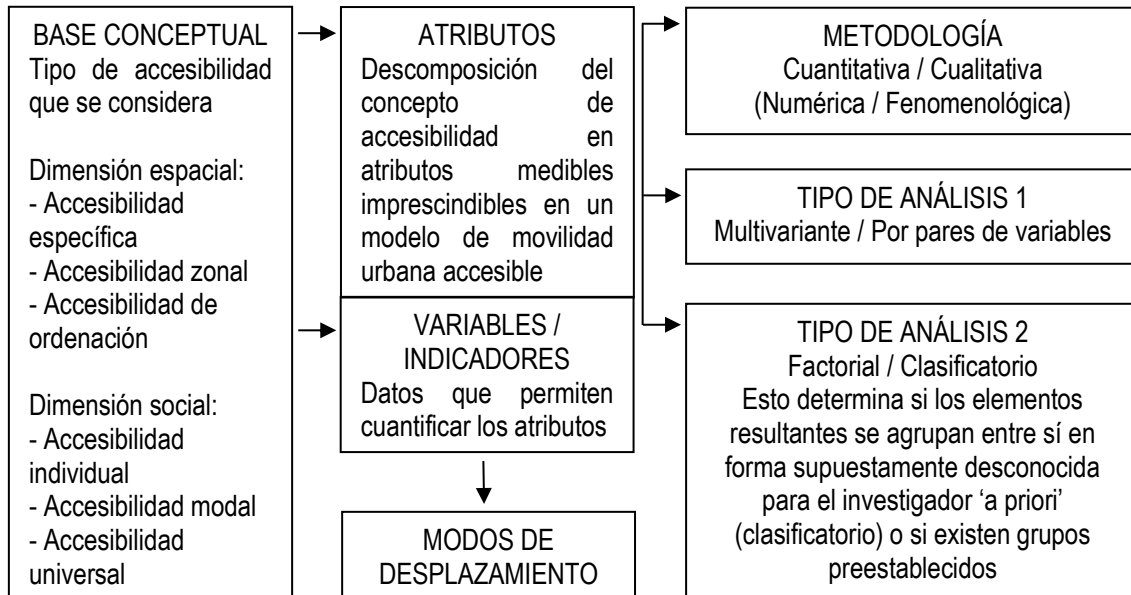 BASE CONCEPTUAL
Tipo de accesibilidad
que se considera
Dimensión espacial:
- Accesibilidad
específica
- Accesibilidad zonal
- Accesibilidad de
ordenación
Dimensión social:
- Accesibilidad
individual
- Accesibilidad modal
- Accesibilidad
universal
ATRIBUTOS
Descomposición del
concepto de
accesibilidad en
atributos medibles
imprescindibles en un
modelo de movilidad
urbana accesible
VARIABLES /
INDICADORES
Datos que permiten
cuantificar los atributos
MODOS DE
DESPLAZAMIENTO
METODOLOGÍA
Cuantitativa / Cualitativa
(Numérica / Fenomenológica)
TIPO DE ANÁLISIS 1
Multivariante / Por pares de variables
TIPO DE ANÁLISIS 2
Factorial / Clasificatorio
Esto determina si los elementos
resultantes se agrupan entre sí en
forma supuestamente desconocida
para el investigador ‘a priori’
(clasificatorio) o si existen grupos
preestablecidos